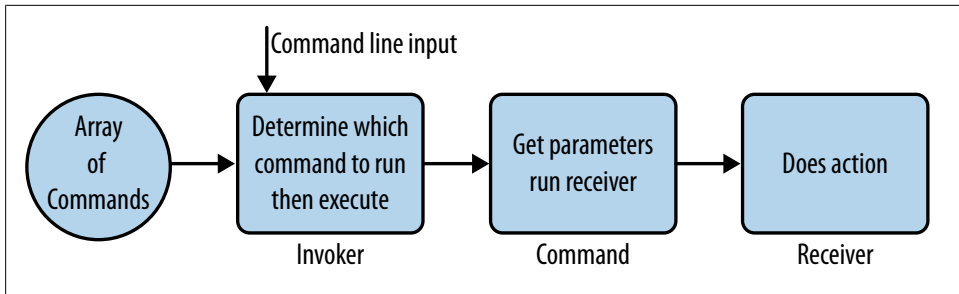 Command line input
Array
of
Commands
Determine which
command to run
then execute
Get parameters
run receiver
Does action
Invoker
Command
Receiver